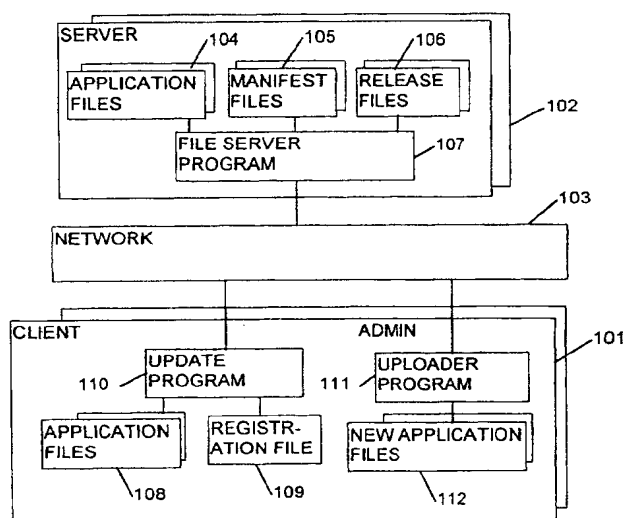 SERVER
104
105
106
APPLICATION
FILES
MANIFEST
FILES
RELEASE
FILES
102
FILE SERVER
PROGRAM
107
103
NETWORK
CLIENT
ADMIN
101
UPDATE
PROGRAM
110
UPLOADER
PROGRAM
111
APPLICATION
FILES
REGISTR-
ATION FILE
NEW APPLICATION
FILES
108
109
112